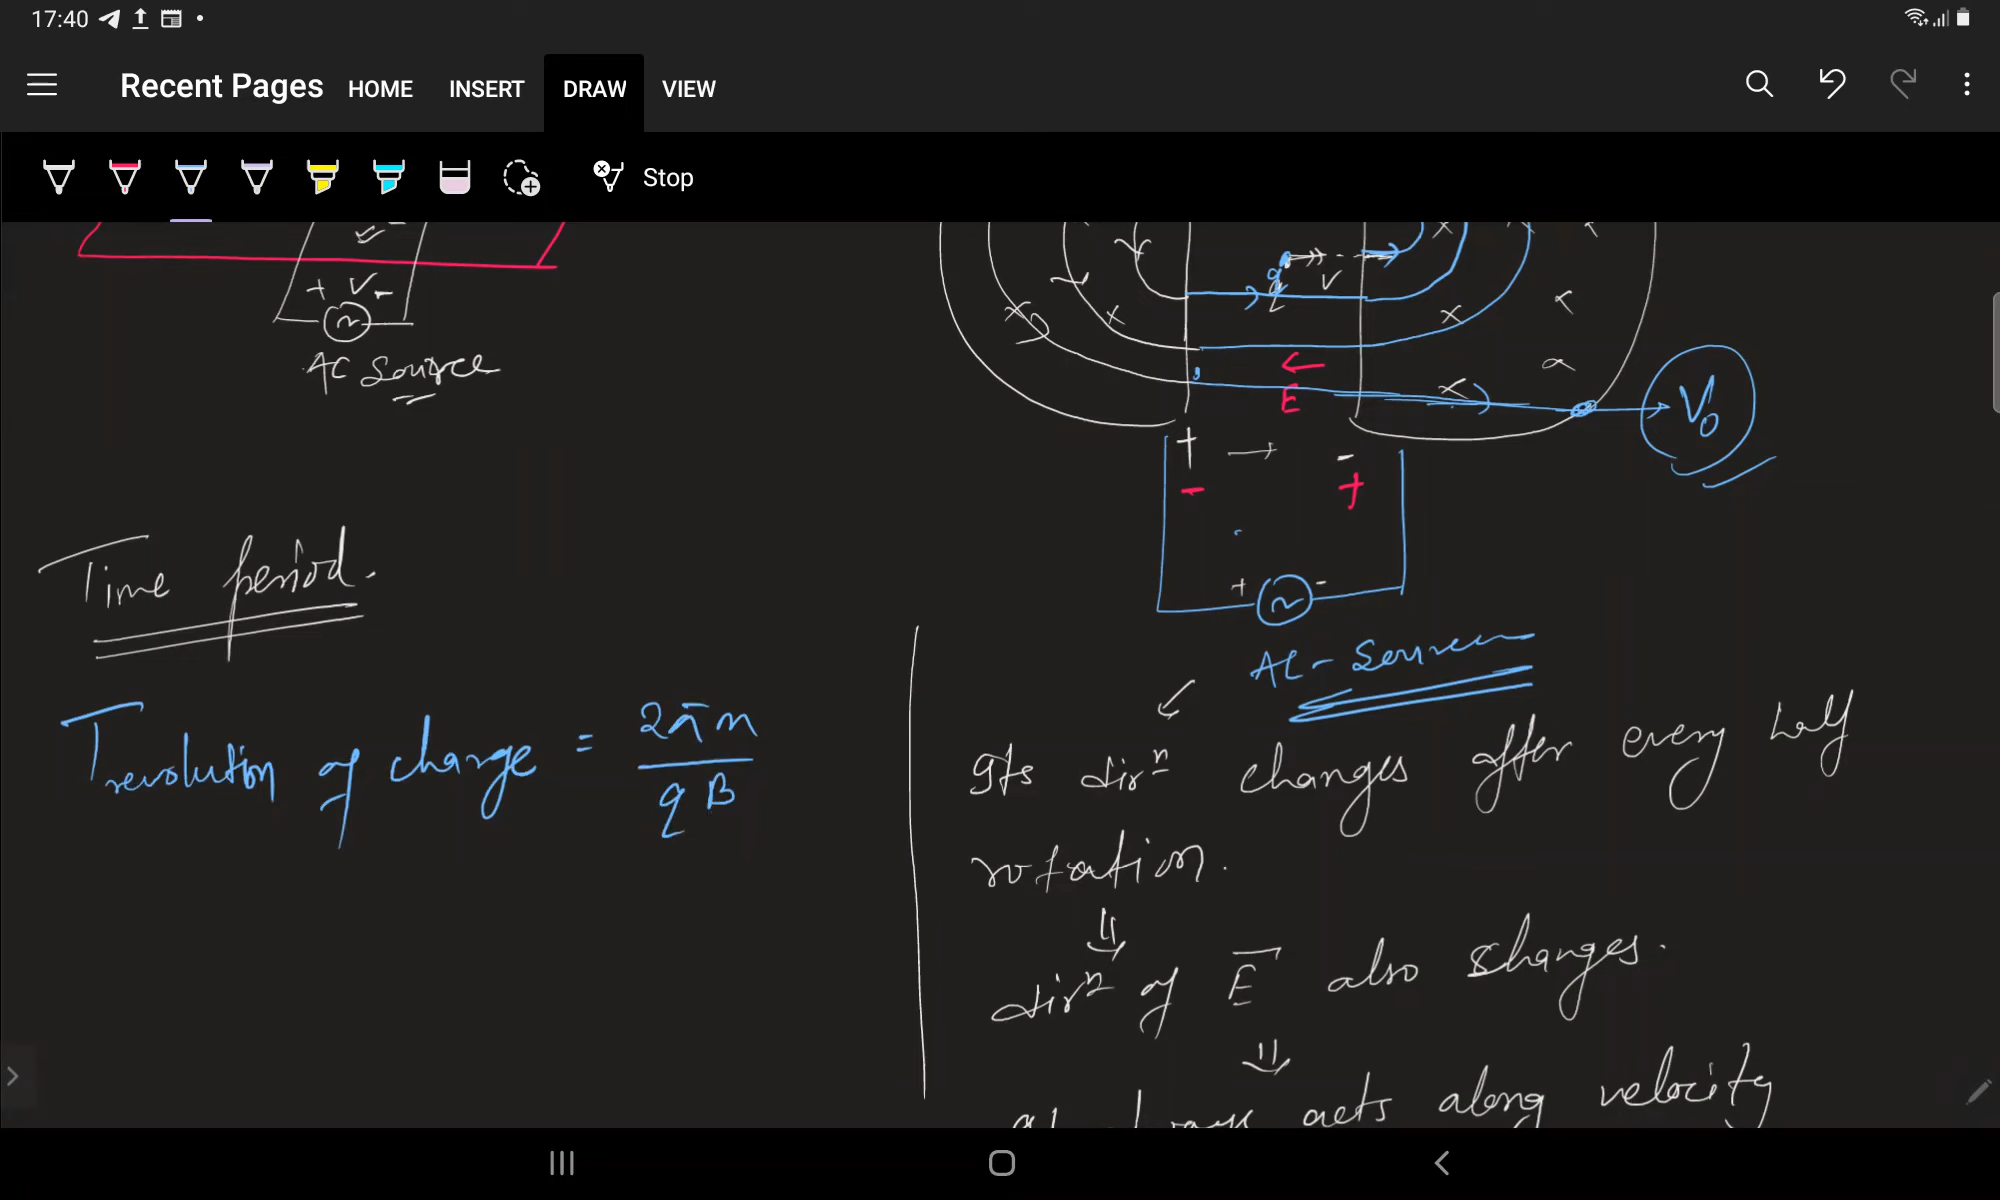 17:40
Recent Pages HOME INSERT DRAW VIEW
Stop
+ V -
AC Source
q V
E
V₀
+ → -
- +
+ -
AC - Source
Time period.
T revolution of charge = 2πm / qB
Its dirⁿ changes after every half
rotation.
⇓
dirⁿ of E⃗ also changes.
⇓
acts along velocity